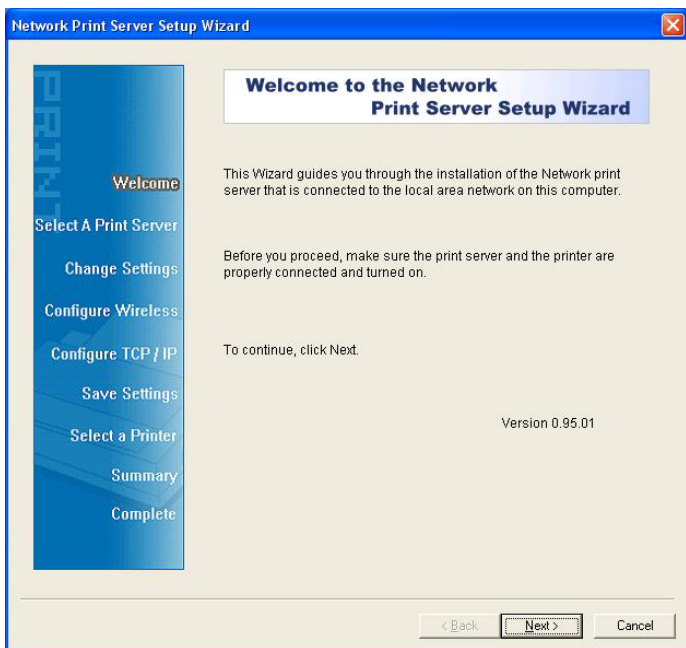 Network Print Server Setup Wizard
PRINT
Welcome
Select A Print Server
Change Settings
Configure Wireless
Configure TCP / IP
Save Settings
Select a Printer
Summary
Complete
Welcome to the Network
Print Server Setup Wizard
This Wizard guides you through the installation of the Network print
server that is connected to the local area network on this computer.
Before you proceed, make sure the print server and the printer are
properly connected and turned on.
To continue, click Next.
Version 0.95.01
< Back
Next >
Cancel